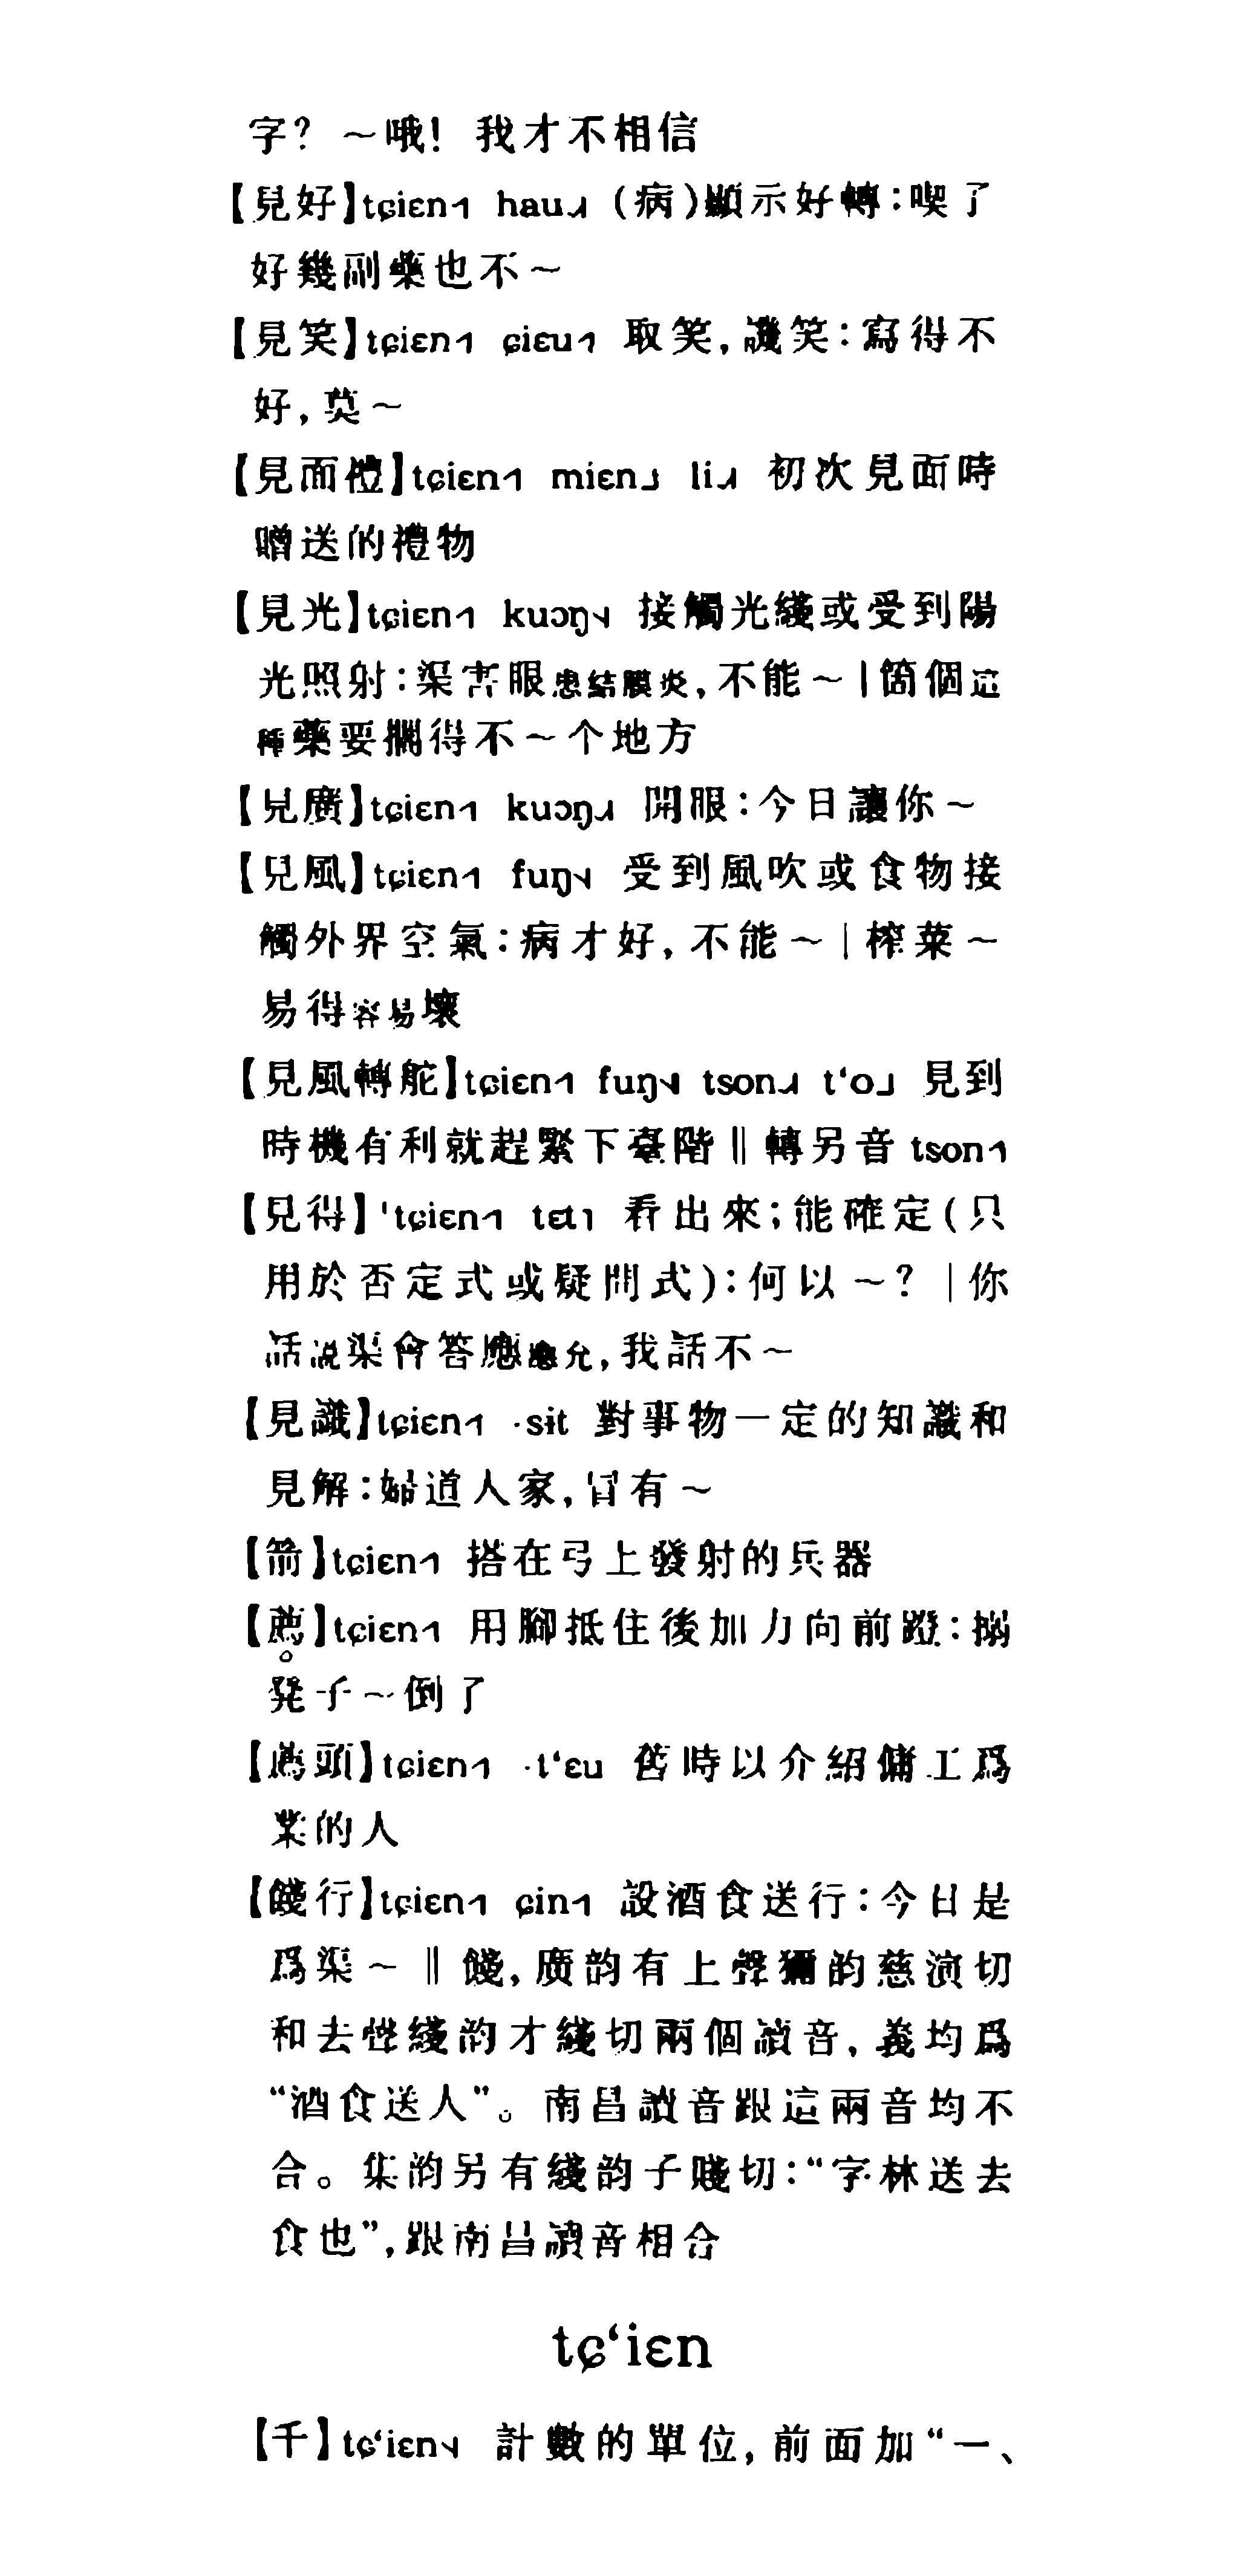 字？ ～哦！ 我才不相信
【見好】tɕiɛn˧˥ hau˨˩˧ （病）顯示好轉：喫了
好幾副藥也不～
【見笑】tɕiɛn˧˥ ɕiɛu˧˥ 取笑，譏笑：寫得不
好，莫～
【見面禮】tɕiɛn˧˥ miɛn˨˩ li˨˩˧ 初次見面時
贈送的禮物
【見光】tɕiɛn˧˥ kuɔŋ˦˨ 接觸光綫或受到陽
光照射：渠害眼患結膜炎，不能～｜箇個這
種藥要擱得不～个地方
【見廣】tɕiɛn˧˥ kuɔŋ˨˩˧ 開眼：今日讓你～
【見風】tɕiɛn˧˥ fuŋ˦˨ 受到風吹或食物接
觸外界空氣：病才好，不能～｜榨菜～
易得容易壞
【見風轉舵】tɕiɛn˧˥ fuŋ˦˨ tsɔn˨˩˧ t‘o˨˩ 見到
時機有利就趕緊下臺階‖轉另音 tsɔn˧˥
【見得】'tɕiɛn˧˥ tɛt˥ 看出來；能確定（只
用於否定式或疑問式）：何以～？｜你
話説渠會答應應允，我話不～
【見識】tɕiɛn˧˥ ·sɨt 對事物一定的知識和
見解：婦道人家，冇有～
【箭】tɕiɛn˧˥ 搭在弓上發射的兵器
【薦】tɕiɛn˧˥ 用腳抵住後加力向前蹬：搦
凳子～倒了
【薦頭】tɕiɛn˧˥ ·t‘ɛu 舊時以介紹傭工爲
業的人
【餞行】tɕiɛn˧˥ ɕin˧˥ 設酒食送行：今日是
爲渠～‖餞，廣韵有上聲獮韵慈演切
和去聲綫韵才綫切兩個讀音，義均爲
“酒食送人”。南昌讀音跟這兩音均不
合。集韵另有綫韵子賤切：“字林送去
食也”，跟南昌讀音相合
tɕ‘iɛn
【千】tɕ‘iɛn˦˨ 計數的單位，前面加“一、